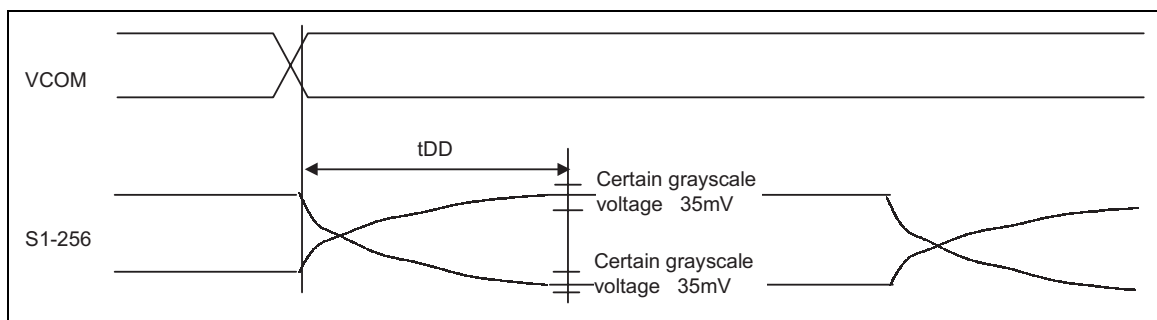 VCOM
tDD
Certain grayscale
voltage 35mV
S1-256
Certain grayscale
voltage 35mV